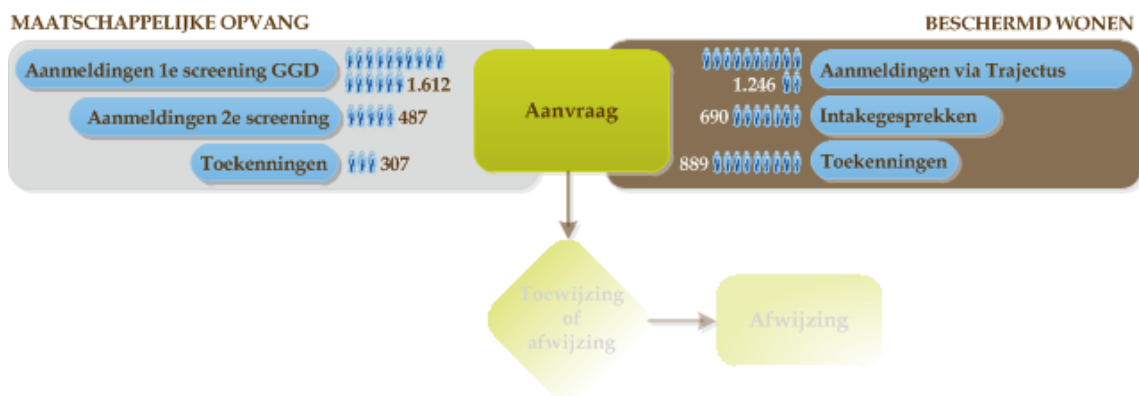 MAATSCHAPPELIJKE OPVANG
BESCHERMD WONEN
Aanmeldingen 1e screening GGD
1.612
Aanmeldingen 2e screening
487
Toekenningen
307
Aanvraag
Aanmeldingen via Trajectus
1.246
690
Intakegesprekken
889
Toekenningen
Toewijzing
of
afwijzing
Afwijzing